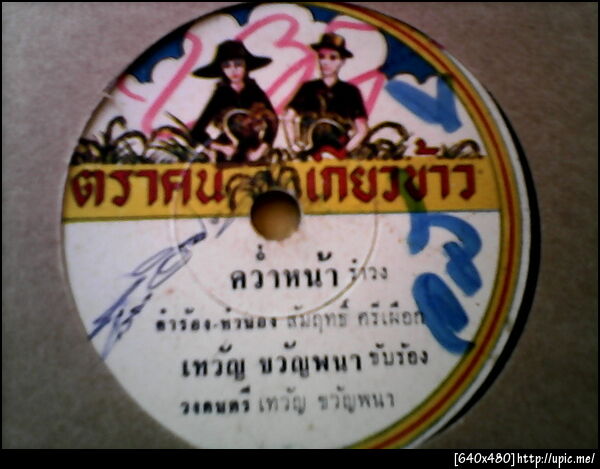 ตราคนเกี่ยวข้าว
คว่ำหน้า รำวง
คำร้อง-ทำนอง สัมฤทธิ์ ศรีเผือก
เทวัญ ขวัญพนา ขับร้อง
วงดนตรี เทวัญ ขวัญพนา
[640x480]http://upic.me/